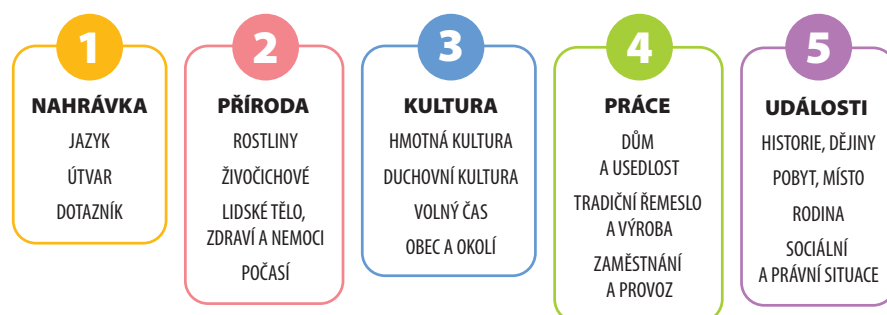 1
NAHRÁVKA
JAZYK
ÚTVAR
DOTAZNÍK
2
PŘÍRODA
ROSTLINY
ŽIVOČICHOVÉ
LIDSKÉ TĚLO,
ZDRAVÍ A NEMOCI
POČASÍ
3
KULTURA
HMOTNÁ KULTURA
DUCHOVNÍ KULTURA
VOLNÝ ČAS
OBEC A OKOLÍ
4
PRÁCE
DŮM
A USEDLOST
TRADIČNÍ ŘEMESLO
A VÝROBA
ZAMĚSTNÁNÍ
A PROVOZ
5
UDÁLOSTI
HISTORIE, DĚJINY
POBYT, MÍSTO
RODINA
SOCIÁLNÍ
A PRÁVNÍ SITUACE